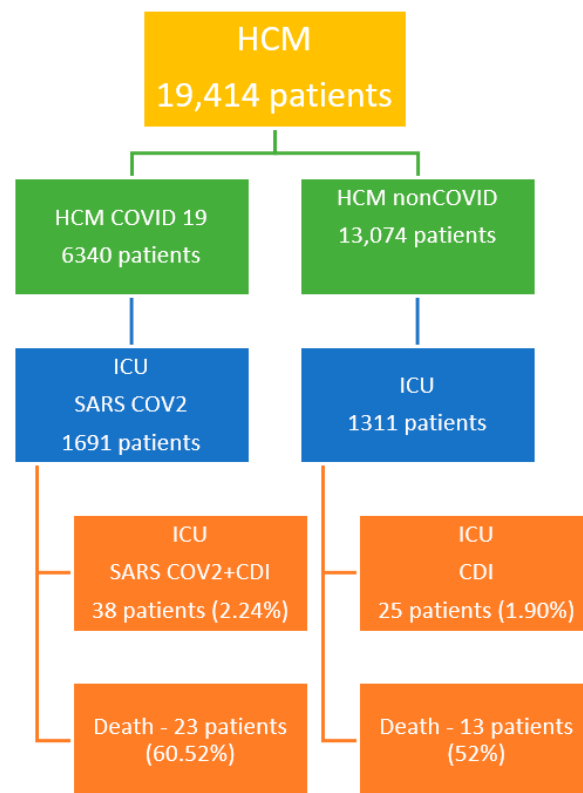 HCM
19,414 patients
HCM COVID 19
6340 patients
HCM nonCOVID
13,074 patients
ICU
SARS COV2
1691 patients
ICU
1311 patients
ICU
SARS COV2+CDI
38 patients (2.24%)
ICU
CDI
25 patients (1.90%)
Death - 23 patients
(60.52%)
Death - 13 patients
(52%)